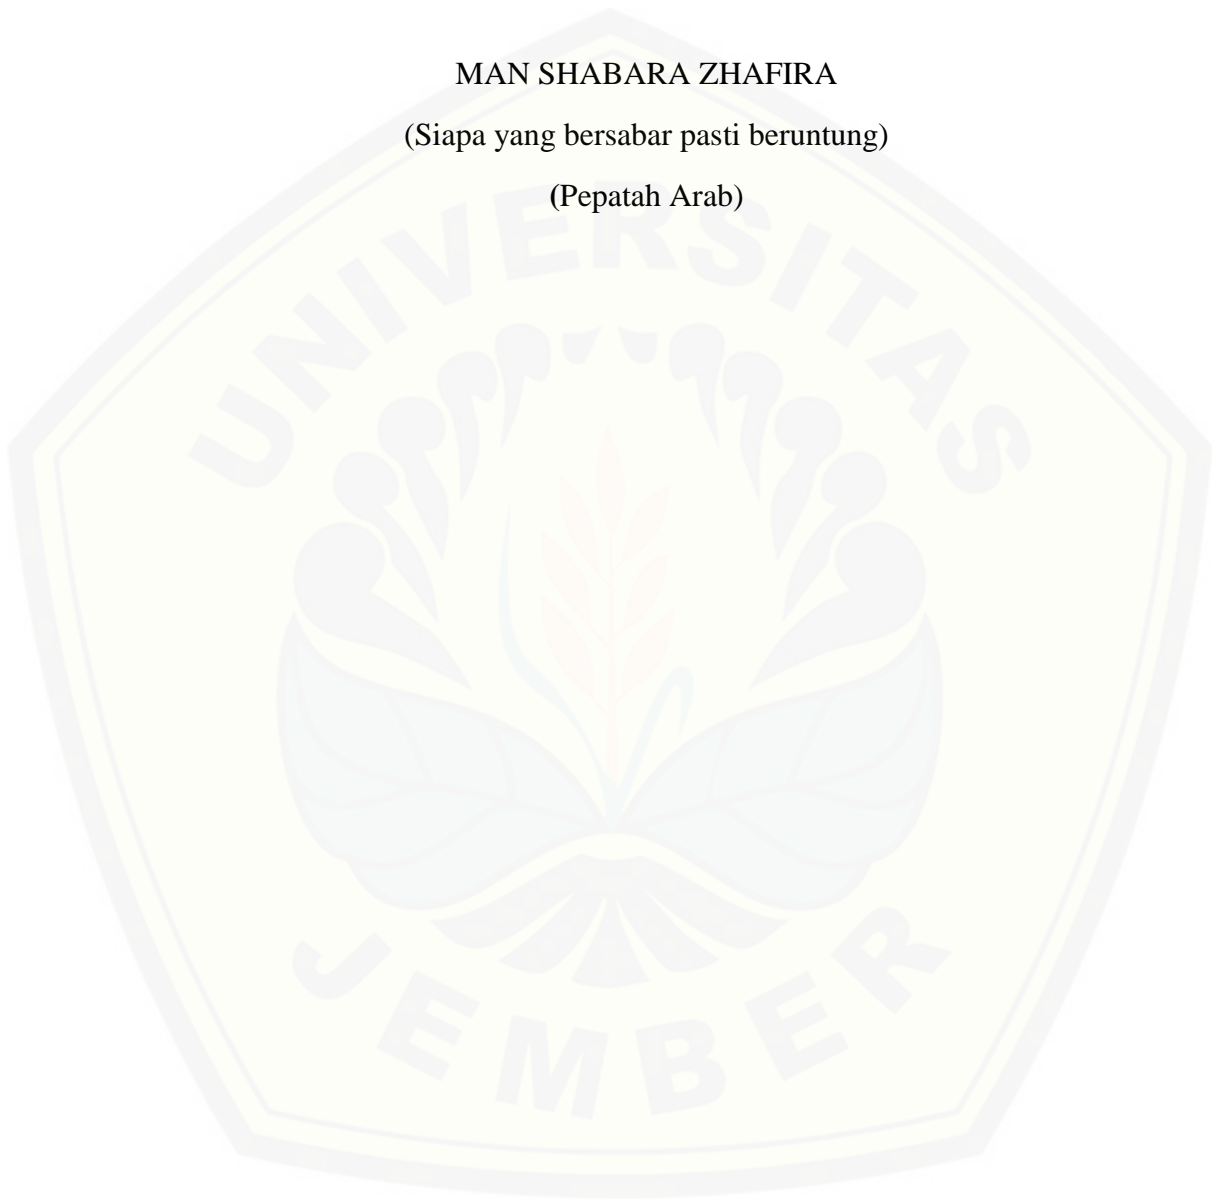 MAN SHABARA ZHAFIRA
(Siapa yang bersabar pasti beruntung)
(Pepatah Arab)
UNIVERSITAS
JEMBER